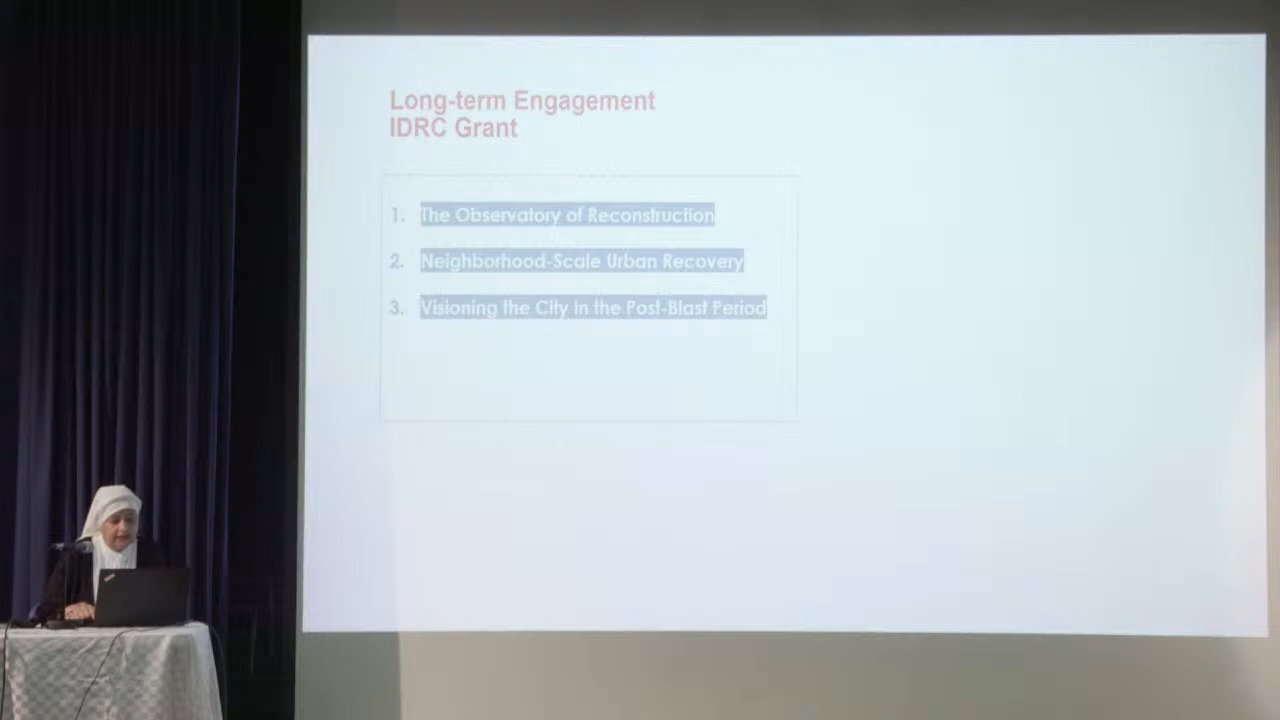 Long-term Engagement
IDRC Grant
1. The Observatory of Reconstruction
2. Neighborhood-Scale Urban Recovery
3. Visioning the City in the Post-Blast Period